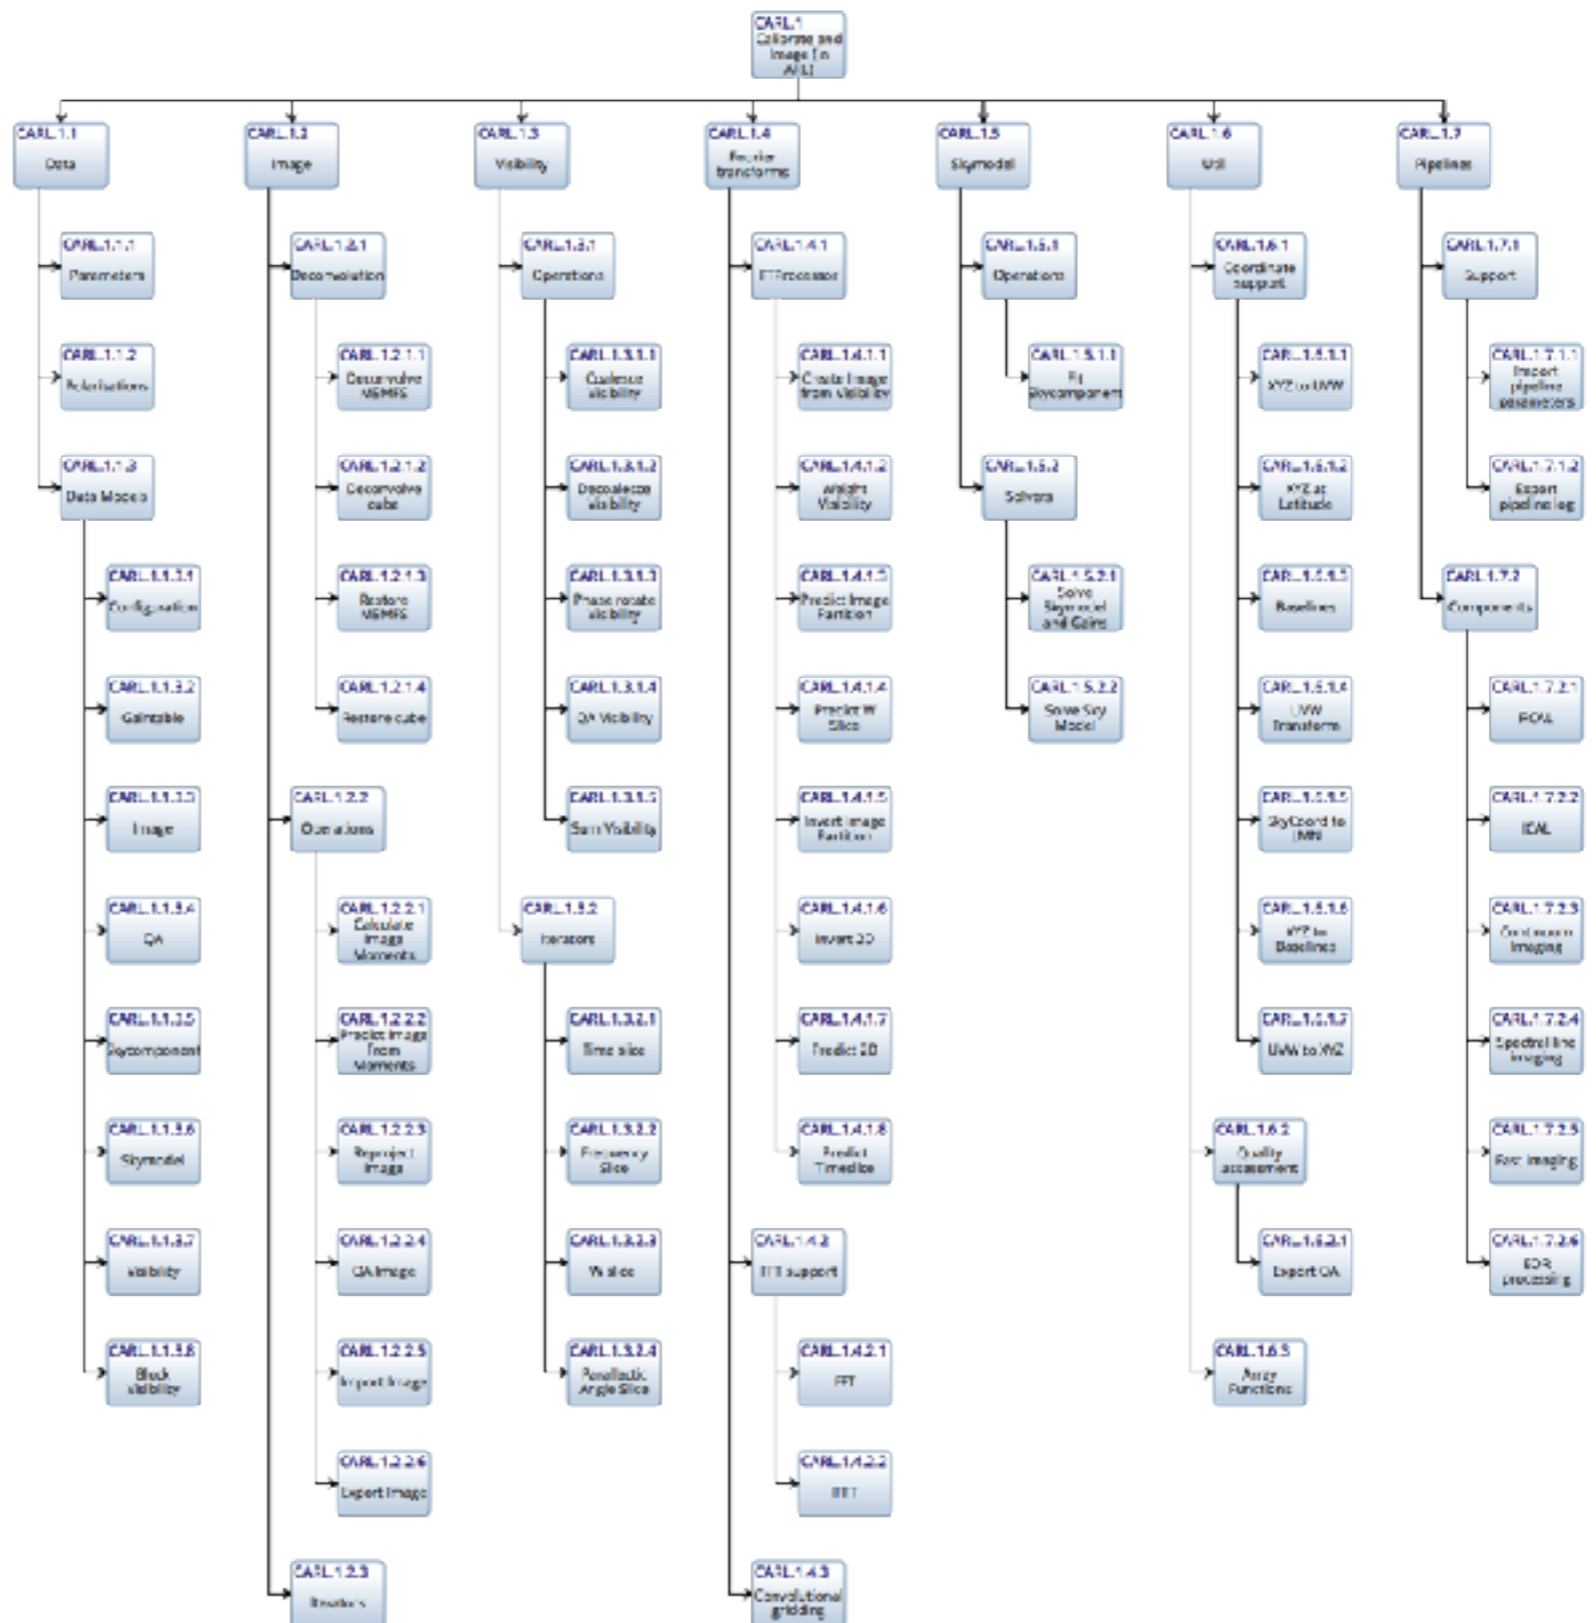 CARL.1
Calibrate and
Image (in
ARL)
CARL.1.1
Data
CARL.1.2
Image
CARL.1.3
Visibility
CARL.1.4
Fourier
transforms
CARL.1.5
Skymodel
CARL.1.6
Util
CARL.1.7
Pipelines
CARL.1.1.1
Parameters
CARL.1.1.2
Polarisations
CARL.1.1.3
Data Models
CARL.1.1.3.1
Configuration
CARL.1.1.3.2
Gaintable
CARL.1.1.3.3
Image
CARL.1.1.3.4
QA
CARL.1.1.3.5
Skycomponent
CARL.1.1.3.6
Skymodel
CARL.1.1.3.7
Visibility
CARL.1.1.3.8
Block
Visibility
CARL.1.2.1
Deconvolution
CARL.1.2.1.1
Deconvolve
MSMFS
CARL.1.2.1.2
Deconvolve
cube
CARL.1.2.1.3
Restore
MSMFS
CARL.1.2.1.4
Restore cube
CARL.1.2.2
Operations
CARL.1.2.2.1
Calculate
Image
Moments
CARL.1.2.2.2
Predict Image
From
Moments
CARL.1.2.2.3
Reproject
Image
CARL.1.2.2.4
QA Image
CARL.1.2.2.5
Import Image
CARL.1.2.2.6
Export Image
CARL.1.2.3
Iterators
CARL.1.3.1
Operations
CARL.1.3.1.1
Coalesce
Visibility
CARL.1.3.1.2
Decoalesce
Visibility
CARL.1.3.1.3
Phase rotate
Visibility
CARL.1.3.1.4
QA Visibility
CARL.1.3.1.5
Sum Visibility
CARL.1.3.2
Iterators
CARL.1.3.2.1
Time slice
CARL.1.3.2.2
Frequency
Slice
CARL.1.3.2.3
W slice
CARL.1.3.2.4
Parallactic
Angle Slice
CARL.1.4.1
FTProcessor
CARL.1.4.1.1
Create Image
from Visibility
CARL.1.4.1.2
Weight
Visibility
CARL.1.4.1.3
Predict Image
Partition
CARL.1.4.1.4
Predict W
Slice
CARL.1.4.1.5
Invert Image
Partition
CARL.1.4.1.6
Invert 2D
CARL.1.4.1.7
Predict 2D
CARL.1.4.1.8
Predict
Timeslice
CARL.1.4.2
FFT support
CARL.1.4.2.1
FFT
CARL.1.4.2.2
IFFT
CARL.1.4.3
Convolutional
gridding
CARL.1.5.1
Operations
CARL.1.5.1.1
Fit
Skycomponent
CARL.1.5.2
Solvers
CARL.1.5.2.1
Solve
Skymodel
and Gains
CARL.1.5.2.2
Solve Sky
Model
CARL.1.6.1
Coordinate
support
CARL.1.6.1.1
XYZ to UVW
CARL.1.6.1.2
XYZ at
Latitude
CARL.1.6.1.3
Baselines
CARL.1.6.1.4
UVW
Transform
CARL.1.6.1.5
SkyCoord to
LMN
CARL.1.6.1.6
XYZ to
Baselines
CARL.1.6.1.7
UVW to XYZ
CARL.1.6.2
Quality
assessment
CARL.1.6.2.1
Export QA
CARL.1.6.3
Array
Functions
CARL.1.7.1
Support
CARL.1.7.1.1
Import
pipeline
parameters
CARL.1.7.1.2
Export
pipeline log
CARL.1.7.2
Components
CARL.1.7.2.1
RCAL
CARL.1.7.2.2
ICAL
CARL.1.7.2.3
Continuum
Imaging
CARL.1.7.2.4
Spectral line
imaging
CARL.1.7.2.5
Fast imaging
CARL.1.7.2.6
EOR
processing